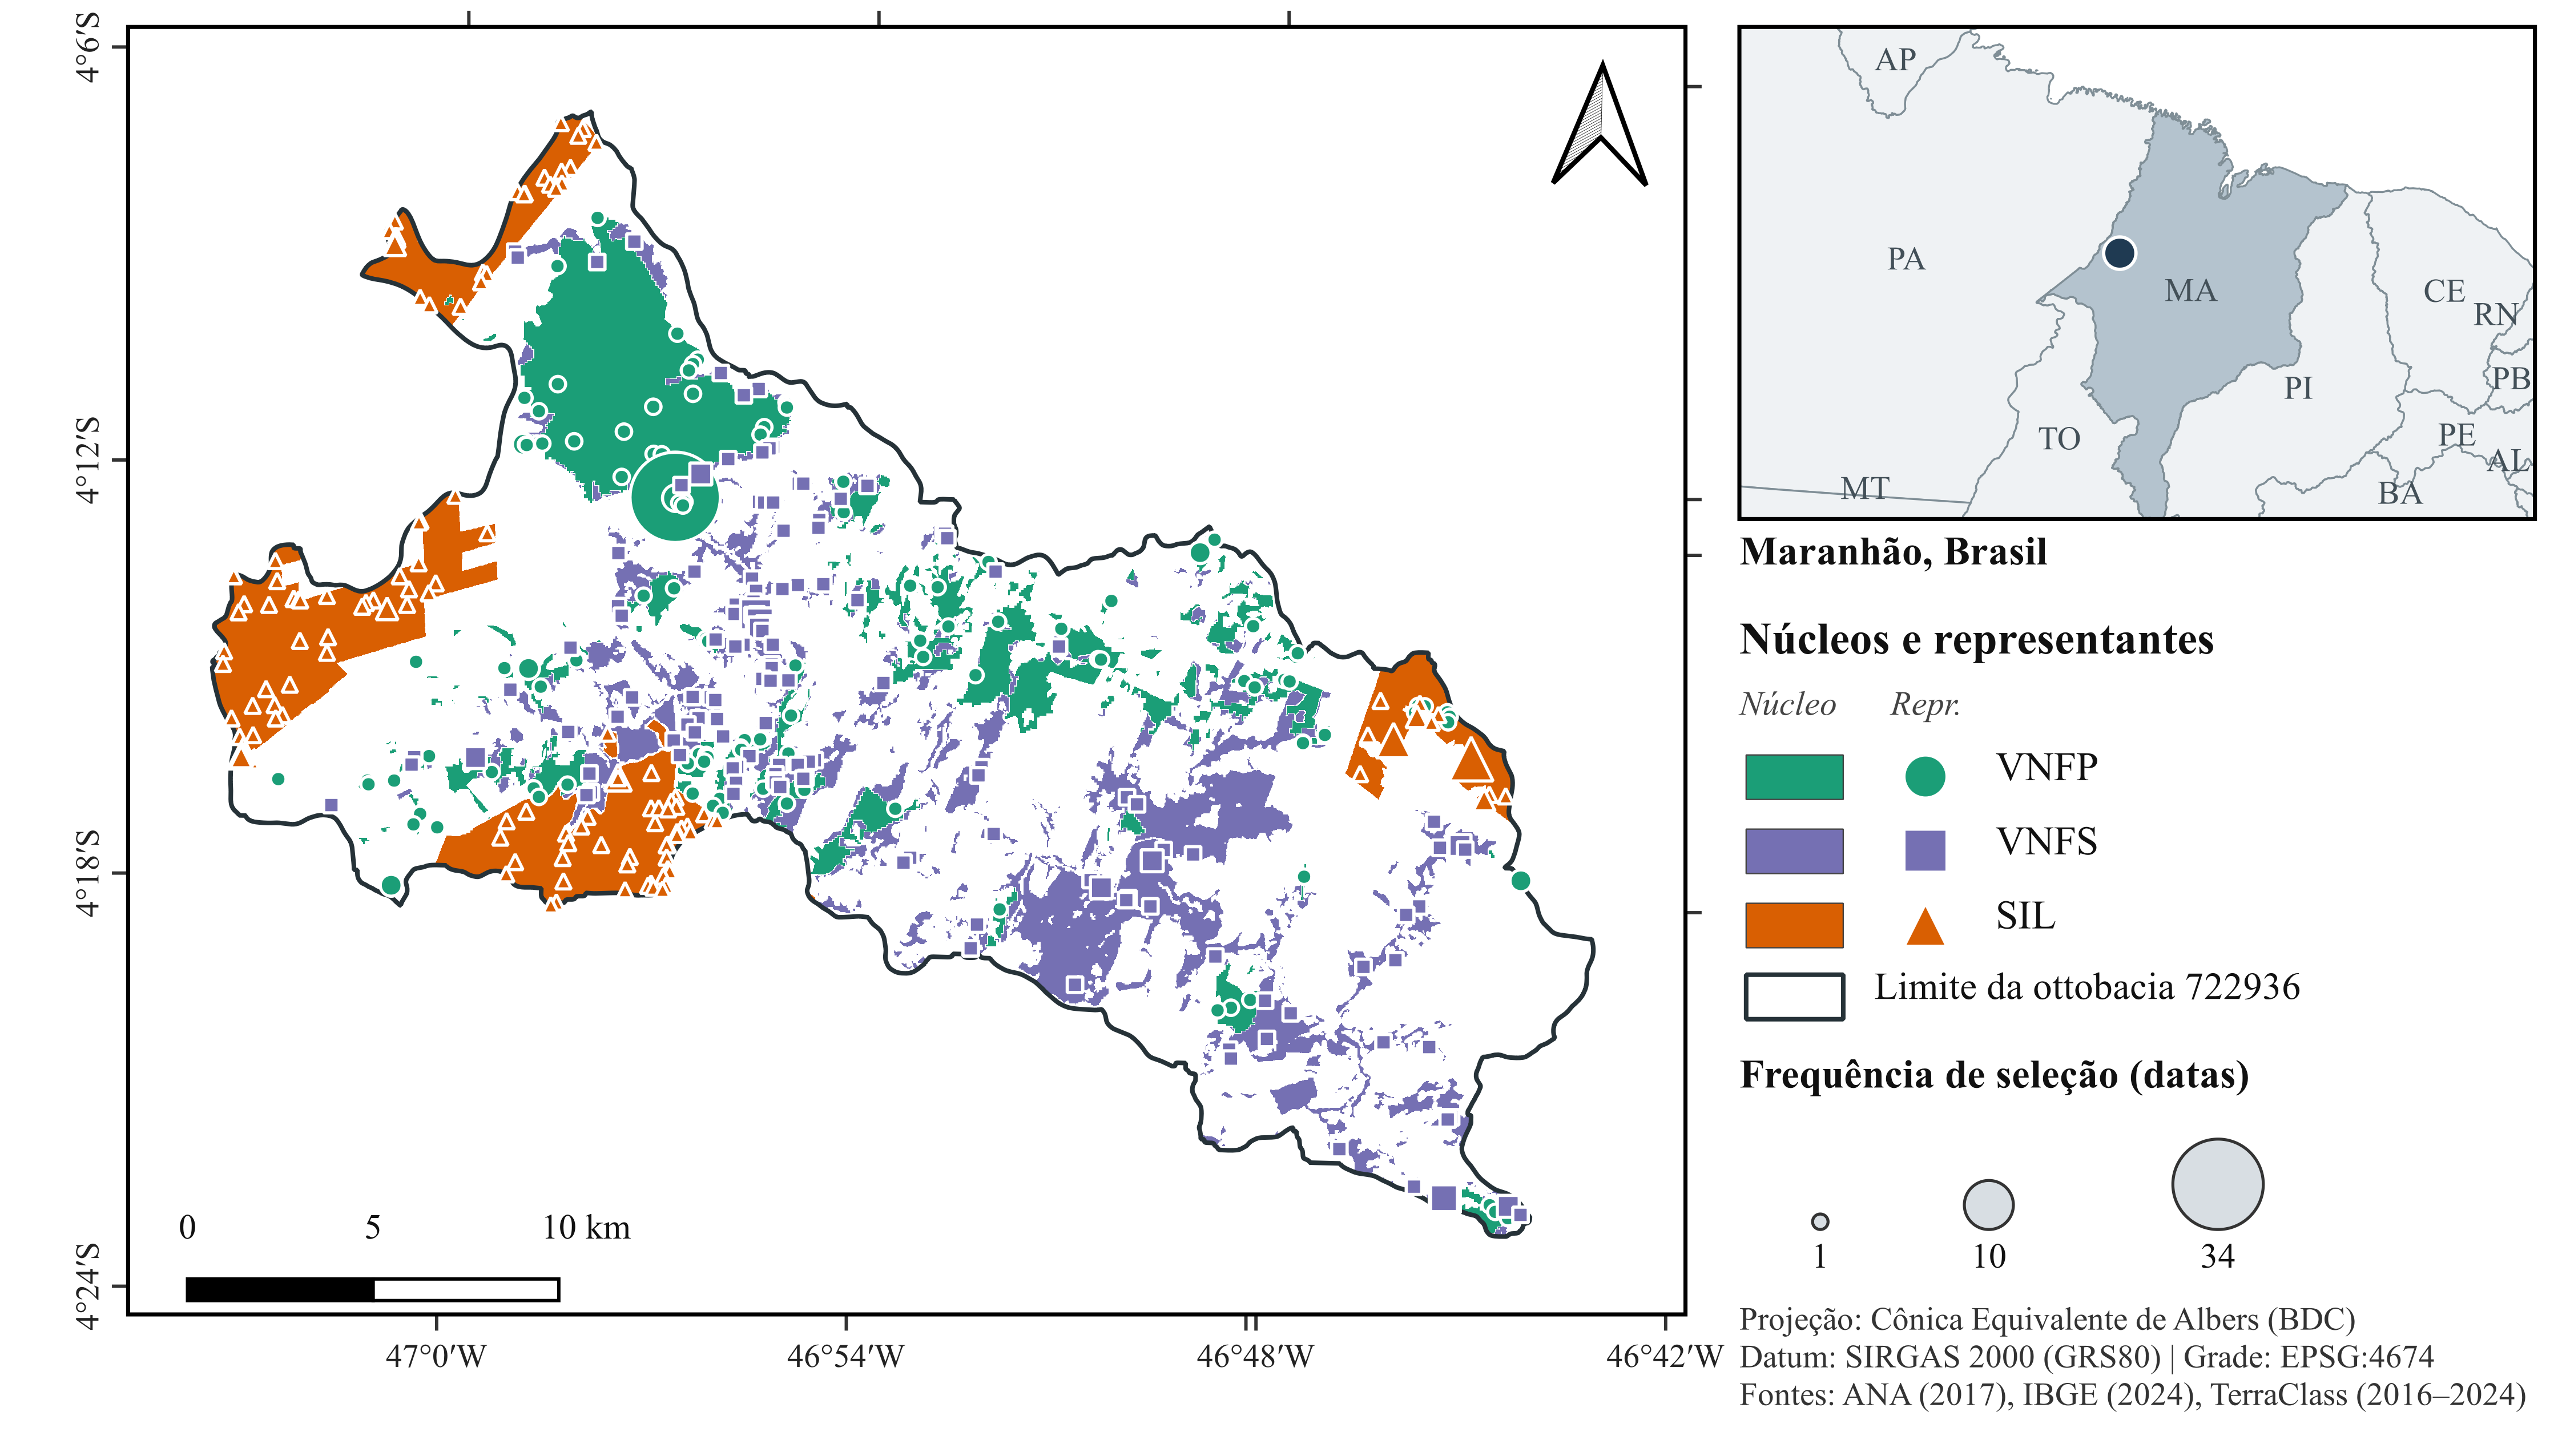 4°6′S
4°12′S
4°18′S
4°24′S
0 5 10 km
47°0′W 46°54′W 46°48′W 46°42′W
AP
PA
MA
CE
RN
PB
PI
TO
PE
AL
MT
BA
Maranhão, Brasil
Núcleos e representantes
Núcleo Repr.
VNFP
VNFS
SIL
Limite da ottobacia 722936
Frequência de seleção (datas)
1 10 34
Projeção: Cônica Equivalente de Albers (BDC)
Datum: SIRGAS 2000 (GRS80) | Grade: EPSG:4674
Fontes: ANA (2017), IBGE (2024), TerraClass (2016–2024)